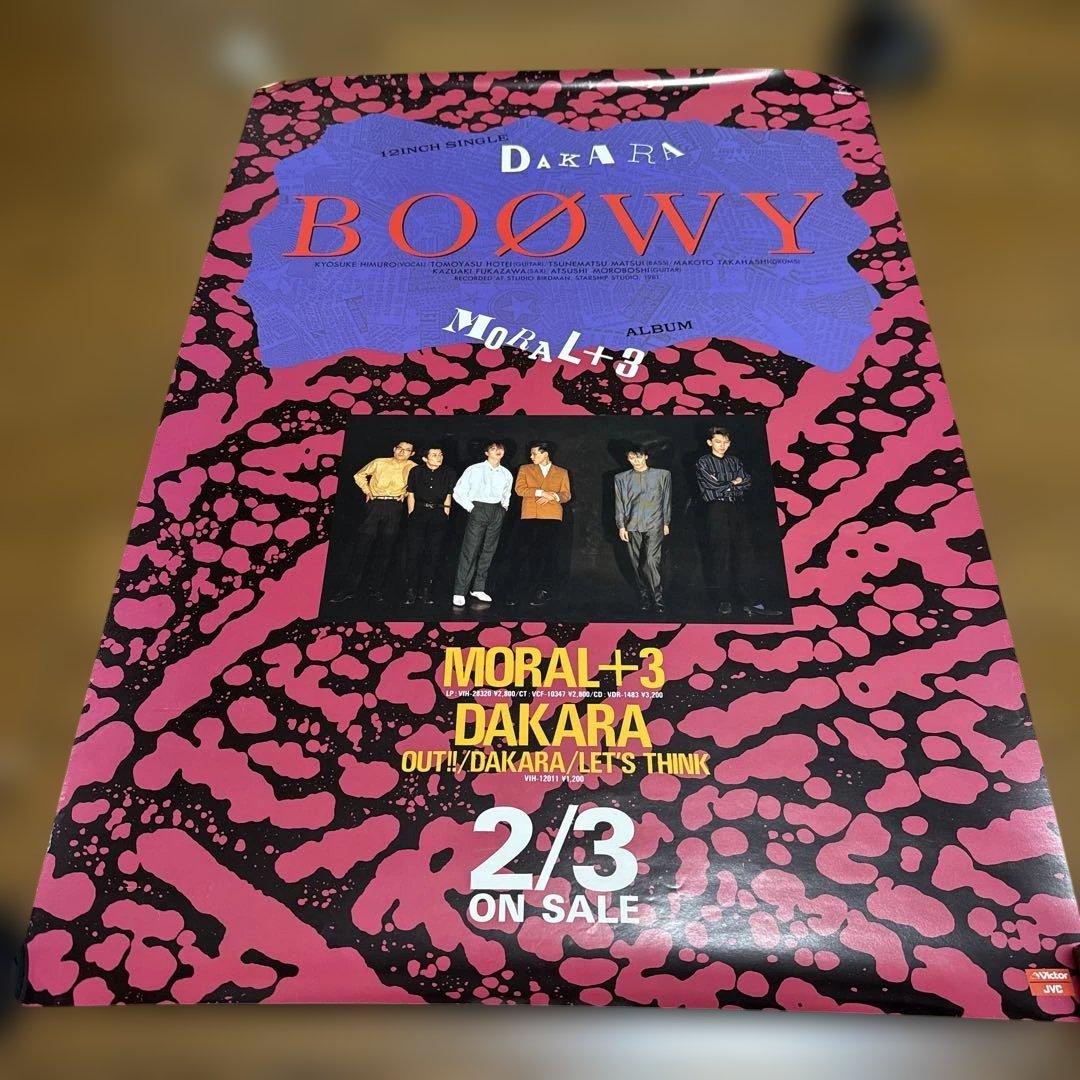 12INCH SINGLE DAKARA
BOØWY
KYOSUKE HIMURO(VOCAL)/TOMOYASU HOTEI(GUITAR)/TSUNEMATSU MATSUI(BASS)/MAKOTO TAKAHASHI(DRUMS)
KAZUAKI FUKAZAWA(SAX) ATSUSHI MOROBOSHI(GUITAR)
RECORDED AT STUDIO BIRDMAN, STARSHIP STUDIO, 1981
MORAL+3 ALBUM
MORAL+3
LP:VIH-28320 ¥2,800/CT:VCF-10347 ¥2,800/CD:VDR-1483 ¥3,200
DAKARA
OUT!!/DAKARA/LET'S THINK
VIH-12011 ¥1,200
2/3
ON SALE
Victor
JVC